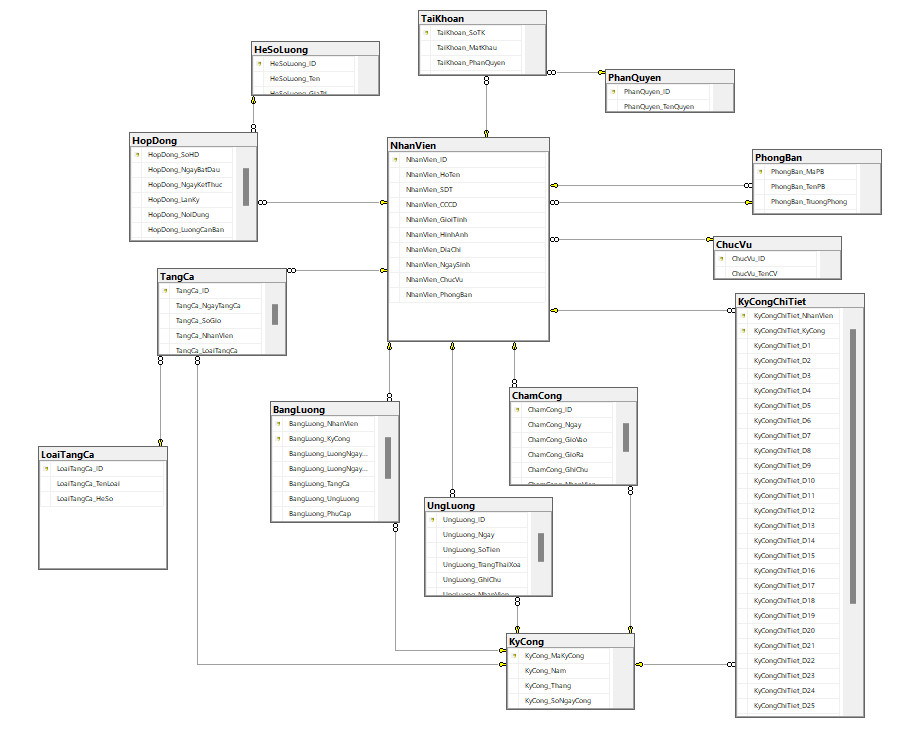 TaiKhoan
TaiKhoan_SoTK
TaiKhoan_MatKhau
TaiKhoan_PhanQuyen
HeSoLuong
HeSoLuong_ID
HeSoLuong_Ten
HeSoLuong_GiaTri
PhanQuyen
PhanQuyen_ID
PhanQuyen_TenQuyen
HopDong
HopDong_SoHD
HopDong_NgayBatDau
HopDong_NgayKetThuc
HopDong_LanKy
HopDong_NoiDung
HopDong_LuongCanBan
NhanVien
NhanVien_ID
NhanVien_HoTen
NhanVien_SDT
NhanVien_CCCD
NhanVien_GioiTinh
NhanVien_HinhAnh
NhanVien_DiaChi
NhanVien_NgaySinh
NhanVien_ChucVu
NhanVien_PhongBan
PhongBan
PhongBan_MaPB
PhongBan_TenPB
PhongBan_TruongPhong
ChucVu
ChucVu_ID
ChucVu_TenCV
TangCa
TangCa_ID
TangCa_NgayTangCa
TangCa_SoGio
TangCa_NhanVien
TangCa_LoaiTangCa
KyCongChiTiet
KyCongChiTiet_NhanVien
KyCongChiTiet_KyCong
KyCongChiTiet_D1
KyCongChiTiet_D2
KyCongChiTiet_D3
KyCongChiTiet_D4
KyCongChiTiet_D5
KyCongChiTiet_D6
KyCongChiTiet_D7
KyCongChiTiet_D8
KyCongChiTiet_D9
KyCongChiTiet_D10
KyCongChiTiet_D11
KyCongChiTiet_D12
KyCongChiTiet_D13
KyCongChiTiet_D14
KyCongChiTiet_D15
KyCongChiTiet_D16
KyCongChiTiet_D17
KyCongChiTiet_D18
KyCongChiTiet_D19
KyCongChiTiet_D20
KyCongChiTiet_D21
KyCongChiTiet_D22
KyCongChiTiet_D23
KyCongChiTiet_D24
KyCongChiTiet_D25
BangLuong
BangLuong_NhanVien
BangLuong_KyCong
BangLuong_LuongNgay...
BangLuong_LuongNgay...
BangLuong_TangCa
BangLuong_UngLuong
BangLuong_PhuCap
ChamCong
ChamCong_ID
ChamCong_Ngay
ChamCong_GioVao
ChamCong_GioRa
ChamCong_GhiChu
ChamCong_NhanVien
LoaiTangCa
LoaiTangCa_ID
LoaiTangCa_TenLoai
LoaiTangCa_HeSo
UngLuong
UngLuong_ID
UngLuong_Ngay
UngLuong_SoTien
UngLuong_TrangThaiXoa
UngLuong_GhiChu
UngLuong_NhanVien
KyCong
KyCong_MaKyCong
KyCong_Nam
KyCong_Thang
KyCong_SoNgayCong